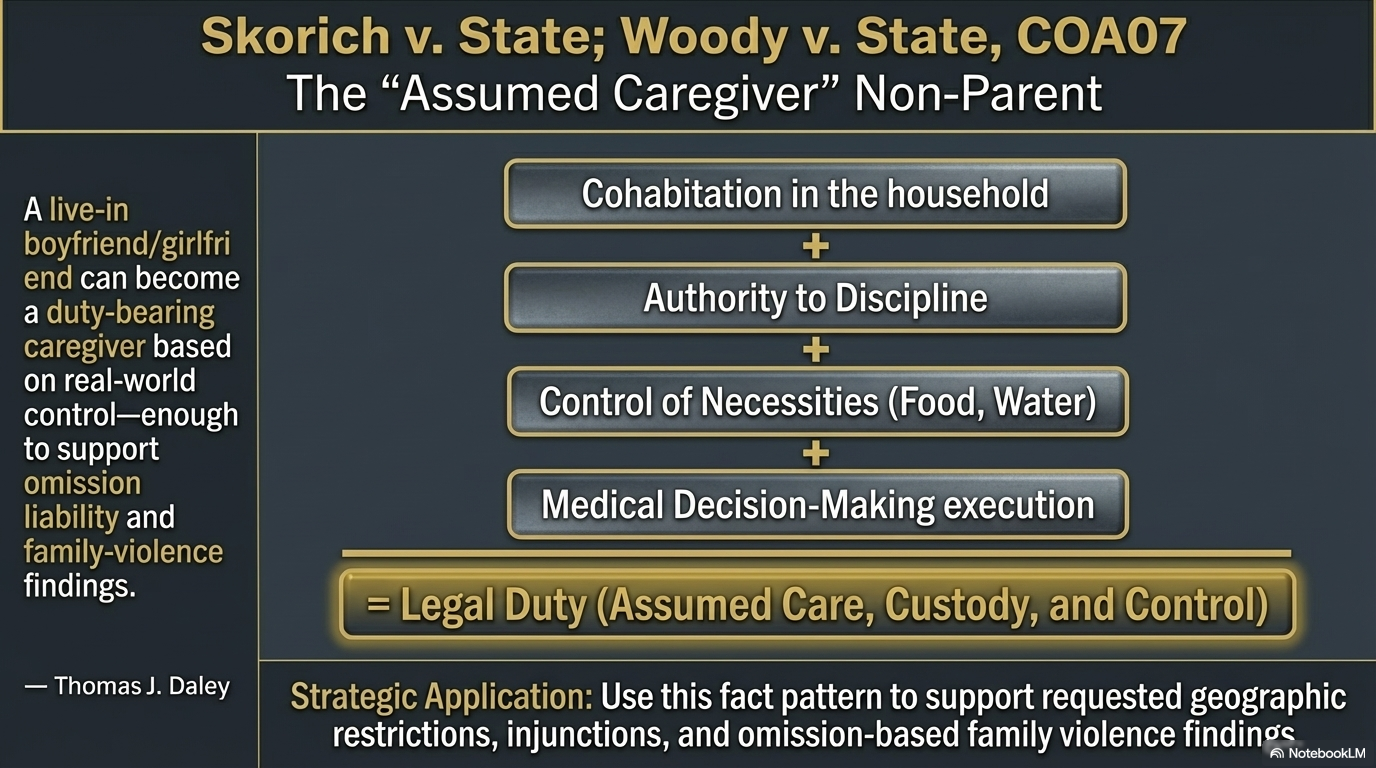 Skorich v. State; Woody v. State, COA07
The “Assumed Caregiver” Non-Parent
A live-in
boyfriend/girlfri
end can become
a duty-bearing
caregiver based
on real-world
control—enough
to support
omission
liability and
family-violence
findings.
— Thomas J. Daley
Cohabitation in the household
+
Authority to Discipline
+
Control of Necessities (Food, Water)
+
Medical Decision-Making execution
= Legal Duty (Assumed Care, Custody, and Control)
Strategic Application: Use this fact pattern to support requested geographic
restrictions, injunctions, and omission-based family violence findings
NotebookLM